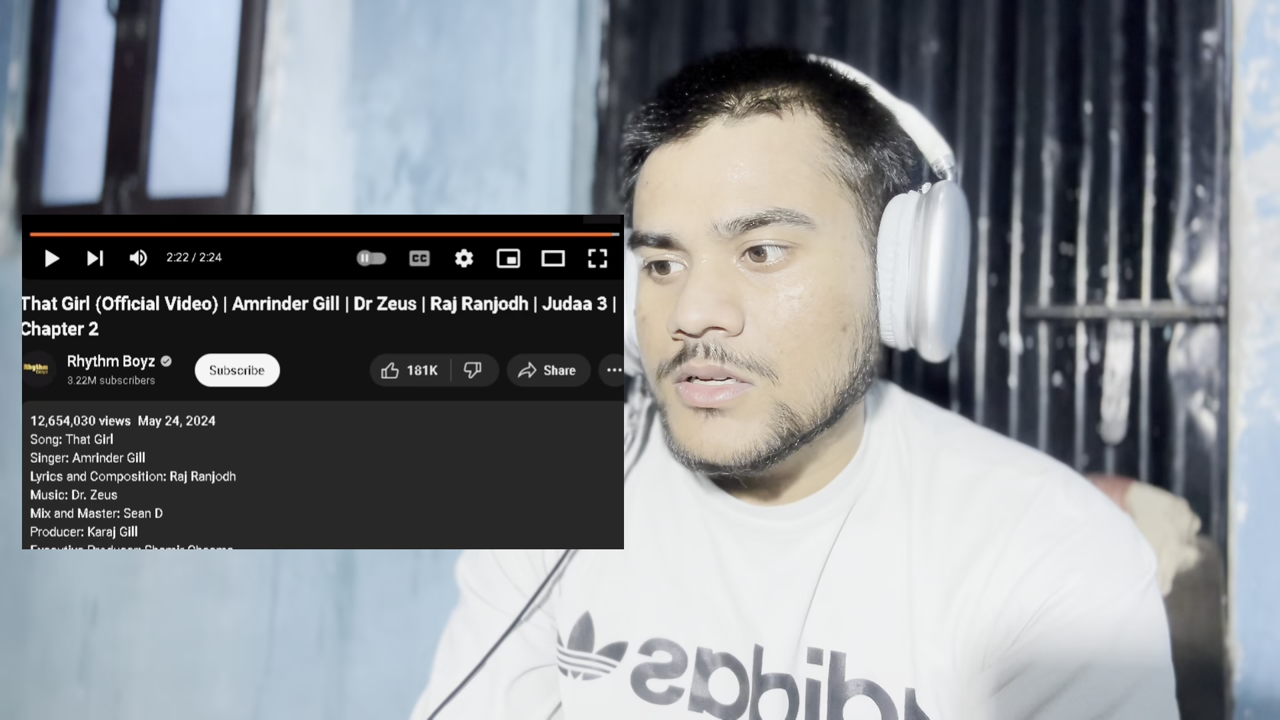 2:22 / 2:24
CC
That Girl (Official Video) | Amrinder Gill | Dr Zeus | Raj Ranjodh | Judaa 3 |
Chapter 2
Rhythm Boyz
3.22M subscribers
Subscribe
181K
Share
...
12,654,030 views May 24, 2024
Song: That Girl
Singer: Amrinder Gill
Lyrics and Composition: Raj Ranjodh
Music: Dr. Zeus
Mix and Master: Sean D
Producer: Karaj Gill
adidas